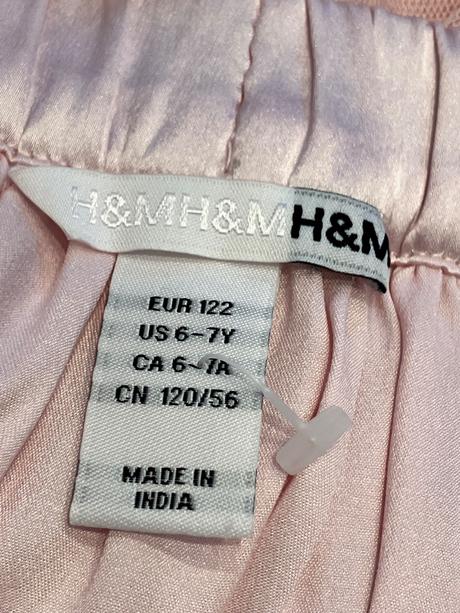 H&MH&MH&M
EUR 122
US 6-7Y
CA 6-7A
CN 120/56
MADE IN
INDIA